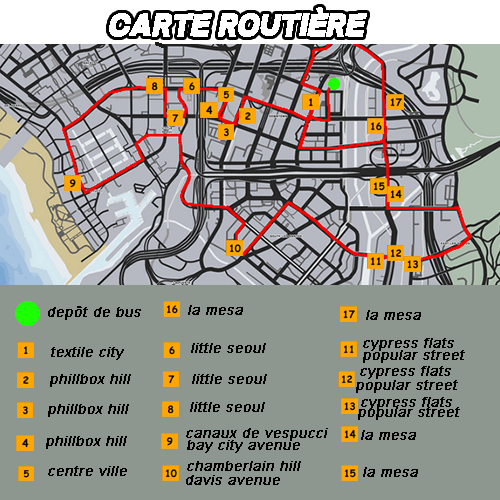 CARTE ROUTIÈRE
8
6
5
4
7
3
2
1
17
16
15
14
9
10
11
12
13
depôt de bus
1 textile city
2 phillbox hill
3 phillbox hill
4 phillbox hill
5 centre ville
16 la mesa
6 little seoul
7 little seoul
8 little seoul
9 canaux de vespucci
bay city avenue
10 chamberlain hill
davis avenue
17 la mesa
11 cypress flats
popular street
12 cypress flats
popular street
13 cypress flats
popular street
14 la mesa
15 la mesa